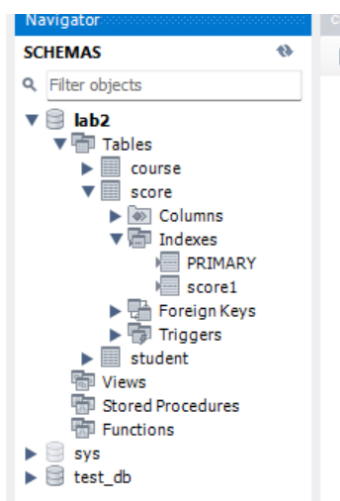 Navigator
SCHEMAS
Filter objects
lab2
Tables
course
score
Columns
Indexes
PRIMARY
score1
Foreign Keys
Triggers
student
Views
Stored Procedures
Functions
sys
test_db